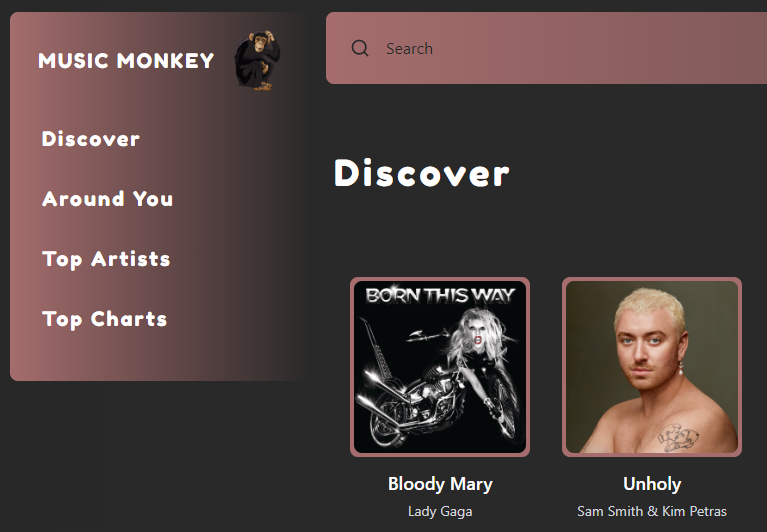 MUSIC MONKEY
Discover
Around You
Top Artists
Top Charts
Search
Discover
BORN THIS WAY
Bloody Mary
Lady Gaga
Unholy
Sam Smith & Kim Petras